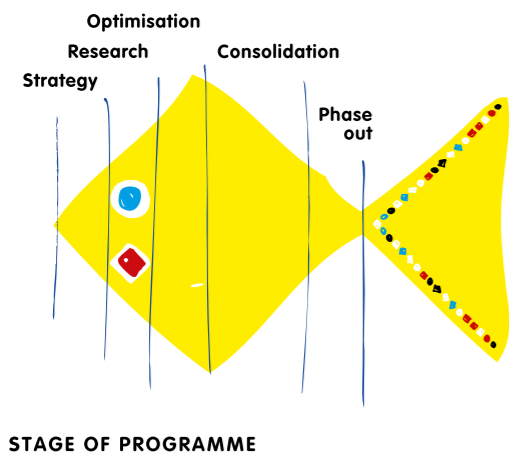 Optimisation
Research
Consolidation
Strategy
Phase
out
STAGE OF PROGRAMME